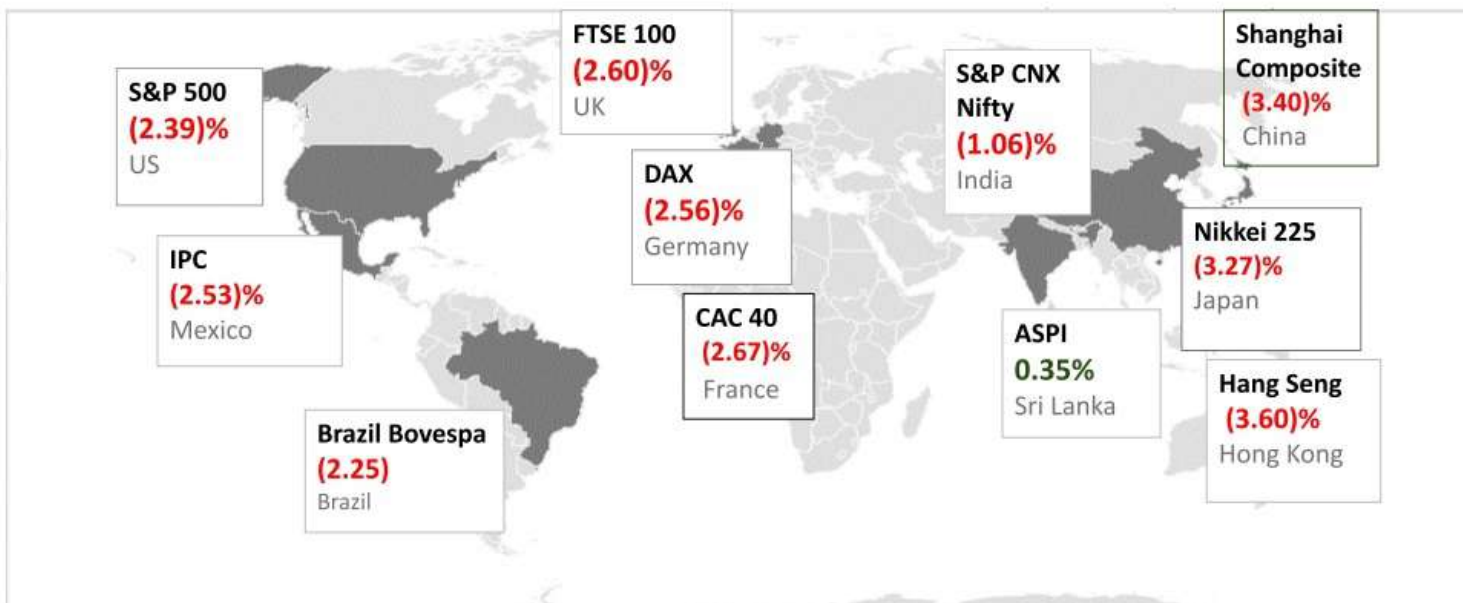 S&P 500
(2.39)%
US
IPC
(2.53)%
Mexico
Brazil Bovespa
(2.25)
Brazil
FTSE 100
(2.60)%
UK
DAX
(2.56)%
Germany
CAC 40
(2.67)%
France
S&P CNX
Nifty
(1.06)%
India
ASPI
0.35%
Sri Lanka
Shanghai
Composite
(3.40)%
China
Nikkei 225
(3.27)%
Japan
Hang Seng
(3.60)%
Hong Kong